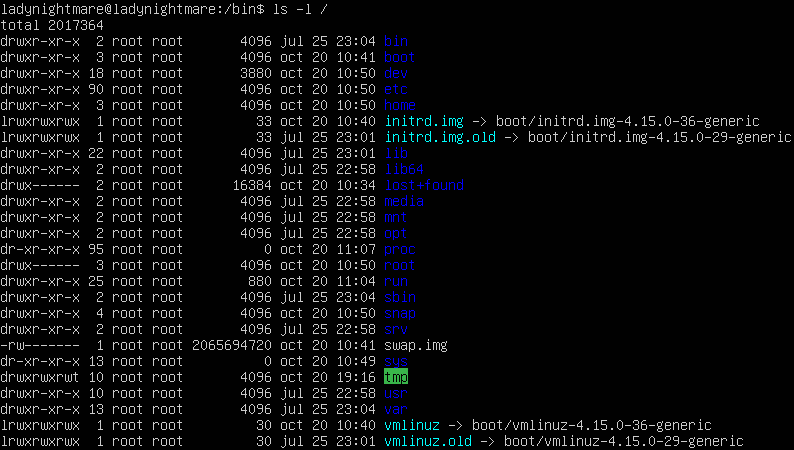 ladynightmare@ladynightmare:/bin$ ls -l /
total 2017364
drwxr-xr-x  2 root root       4096 jul 25 23:04 bin
drwxr-xr-x  3 root root       4096 oct 20 10:41 boot
drwxr-xr-x 18 root root       3880 oct 20 10:50 dev
drwxr-xr-x 90 root root       4096 oct 20 10:50 etc
drwxr-xr-x  3 root root       4096 oct 20 10:50 home
lrwxrwxrwx  1 root root         33 oct 20 10:40 initrd.img -> boot/initrd.img-4.15.0-36-generic
lrwxrwxrwx  1 root root         33 jul 25 23:01 initrd.img.old -> boot/initrd.img-4.15.0-29-generic
drwxr-xr-x 22 root root       4096 jul 25 23:01 lib
drwxr-xr-x  2 root root       4096 jul 25 22:58 lib64
drwx------  2 root root      16384 oct 20 10:34 lost+found
drwxr-xr-x  2 root root       4096 jul 25 22:58 media
drwxr-xr-x  2 root root       4096 jul 25 22:58 mnt
drwxr-xr-x  2 root root       4096 jul 25 22:58 opt
dr-xr-xr-x 95 root root          0 oct 20 11:07 proc
drwx------  3 root root       4096 oct 20 10:50 root
drwxr-xr-x 25 root root        880 oct 20 11:04 run
drwxr-xr-x  2 root root       4096 jul 25 23:04 sbin
drwxr-xr-x  4 root root       4096 oct 20 10:50 snap
drwxr-xr-x  2 root root       4096 jul 25 22:58 srv
-rw-------  1 root root 2065694720 oct 20 10:41 swap.img
dr-xr-xr-x 13 root root          0 oct 20 10:49 sys
drwxrwxrwt 10 root root       4096 oct 20 19:16 tmp
drwxr-xr-x 10 root root       4096 jul 25 22:58 usr
drwxr-xr-x 13 root root       4096 jul 25 23:04 var
lrwxrwxrwx  1 root root         30 oct 20 10:40 vmlinuz -> boot/vmlinuz-4.15.0-36-generic
lrwxrwxrwx  1 root root         30 jul 25 23:01 vmlinuz.old -> boot/vmlinuz-4.15.0-29-generic